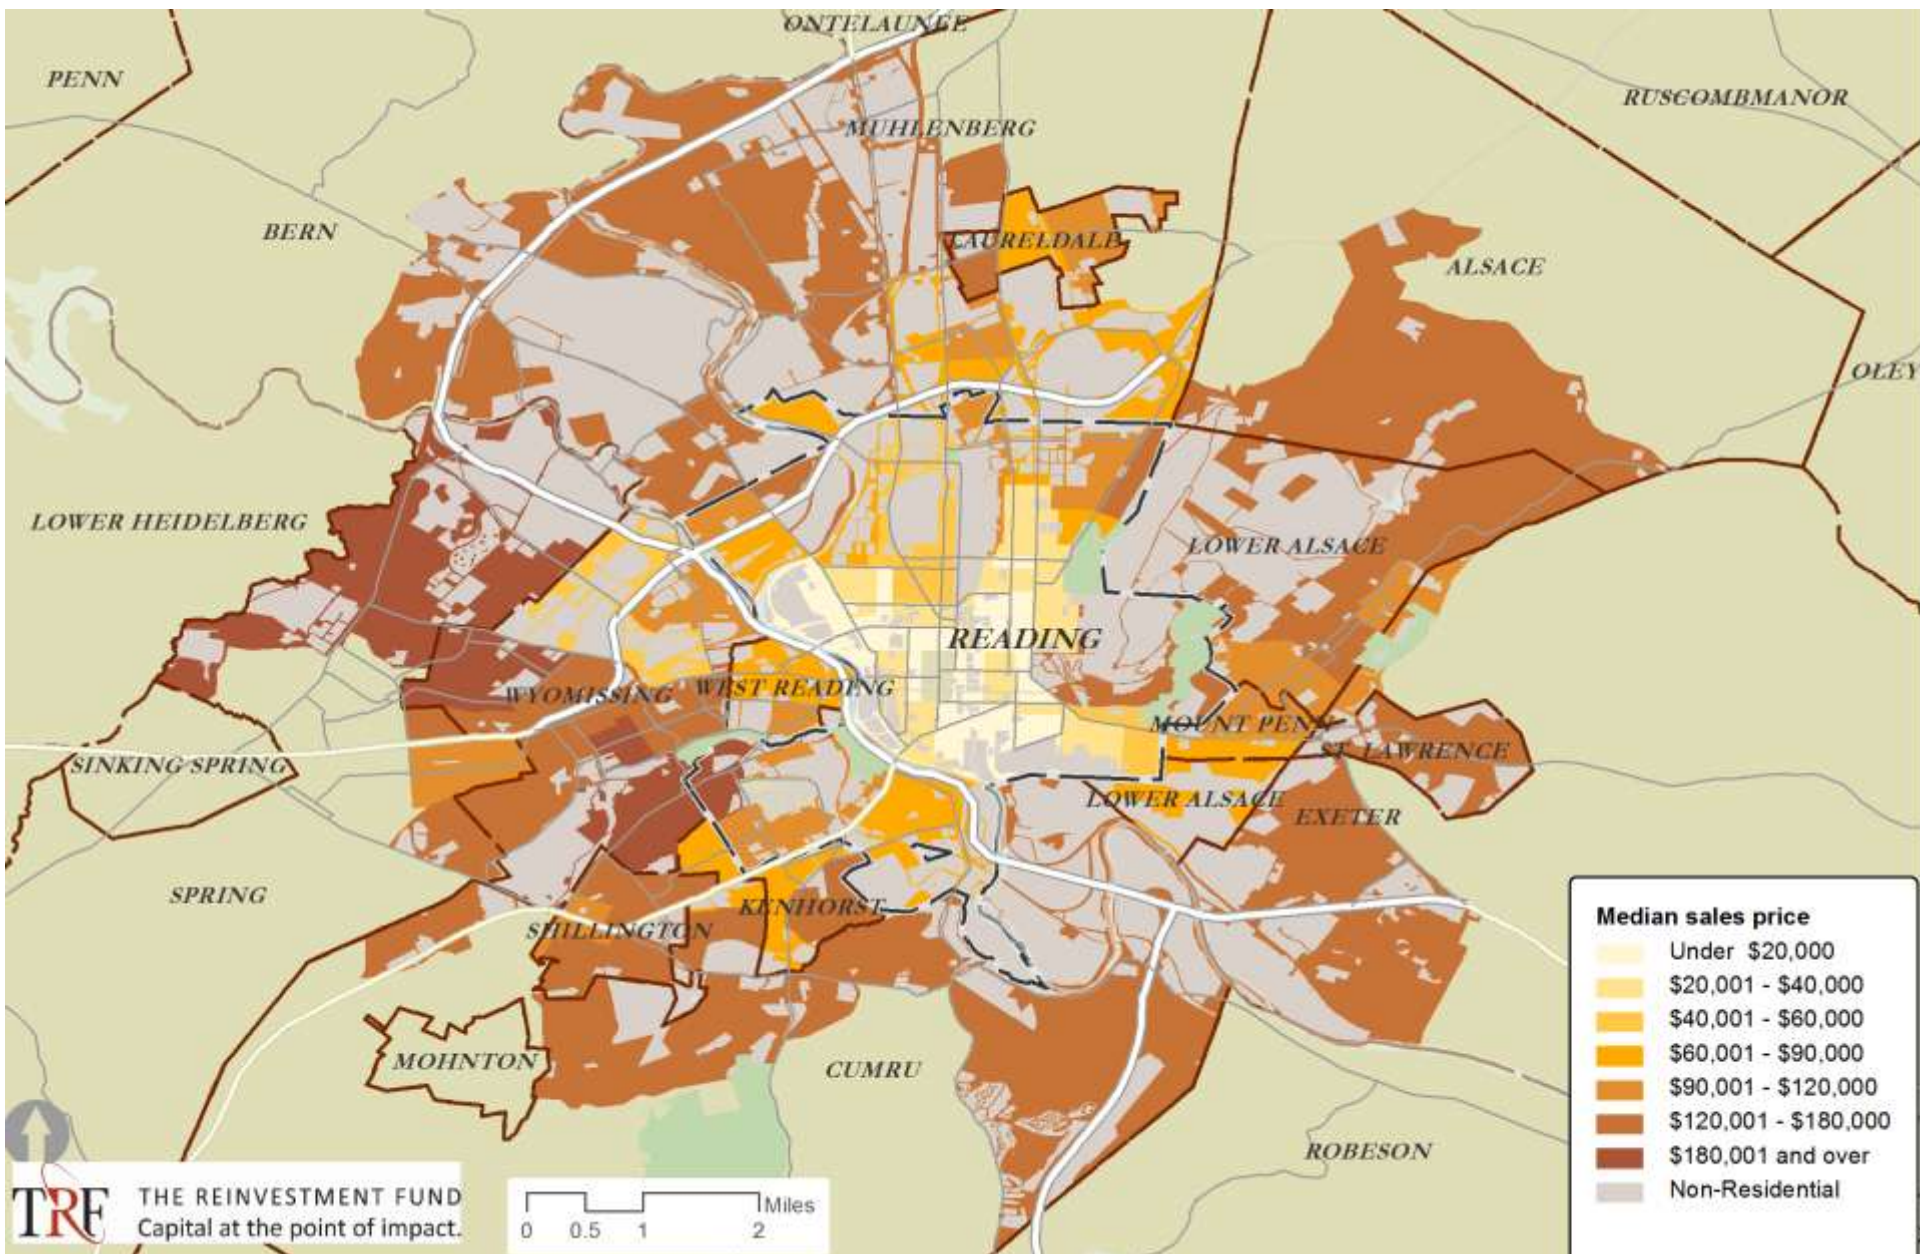 ONTELAUNEE
PENN
RUSCOMBMANOR
MUHLENBERG
BERN
LAURELDALE
ALSACE
OLEY
LOWER HEIDELBERG
LOWER ALSACE
READING
WYOMISSING
WEST READING
MOUNT PENN
ST. LAWRENCE
SINKING SPRING
LOWER ALSACE
EXETER
SPRING
KENHORST
SHILLINGTON
MOHNTON
CUMRU
ROBESON
Median sales price
Under $20,000
$20,001 - $40,000
$40,001 - $60,000
$60,001 - $90,000
$90,001 - $120,000
$120,001 - $180,000
$180,001 and over
Non-Residential
TRF
THE REINVESTMENT FUND
Capital at the point of impact.
Miles
0 0.5 1 2